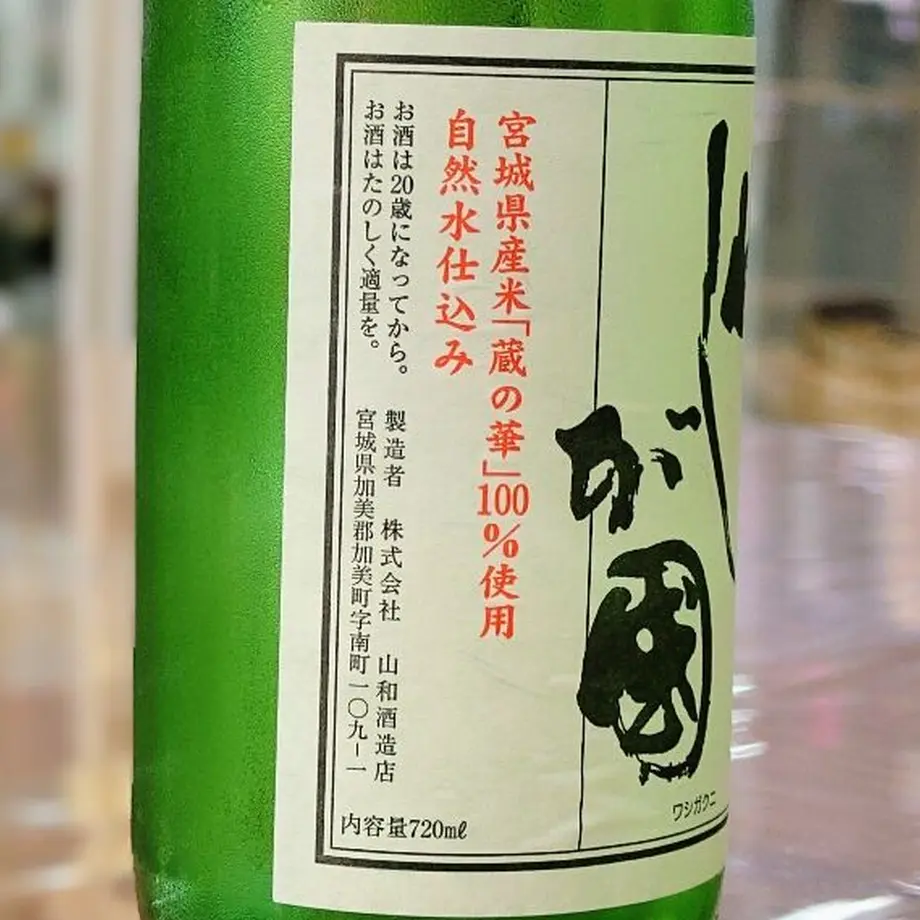 が國
ワシガクニ
宮城県産米「蔵の華」100%使用
自然水仕込み
お酒は20歳になってから。
お酒はたのしく適量を。
製造者 株式会社 山和酒造店
宮城県加美郡加美町字南町一〇九−一
内容量720mℓ